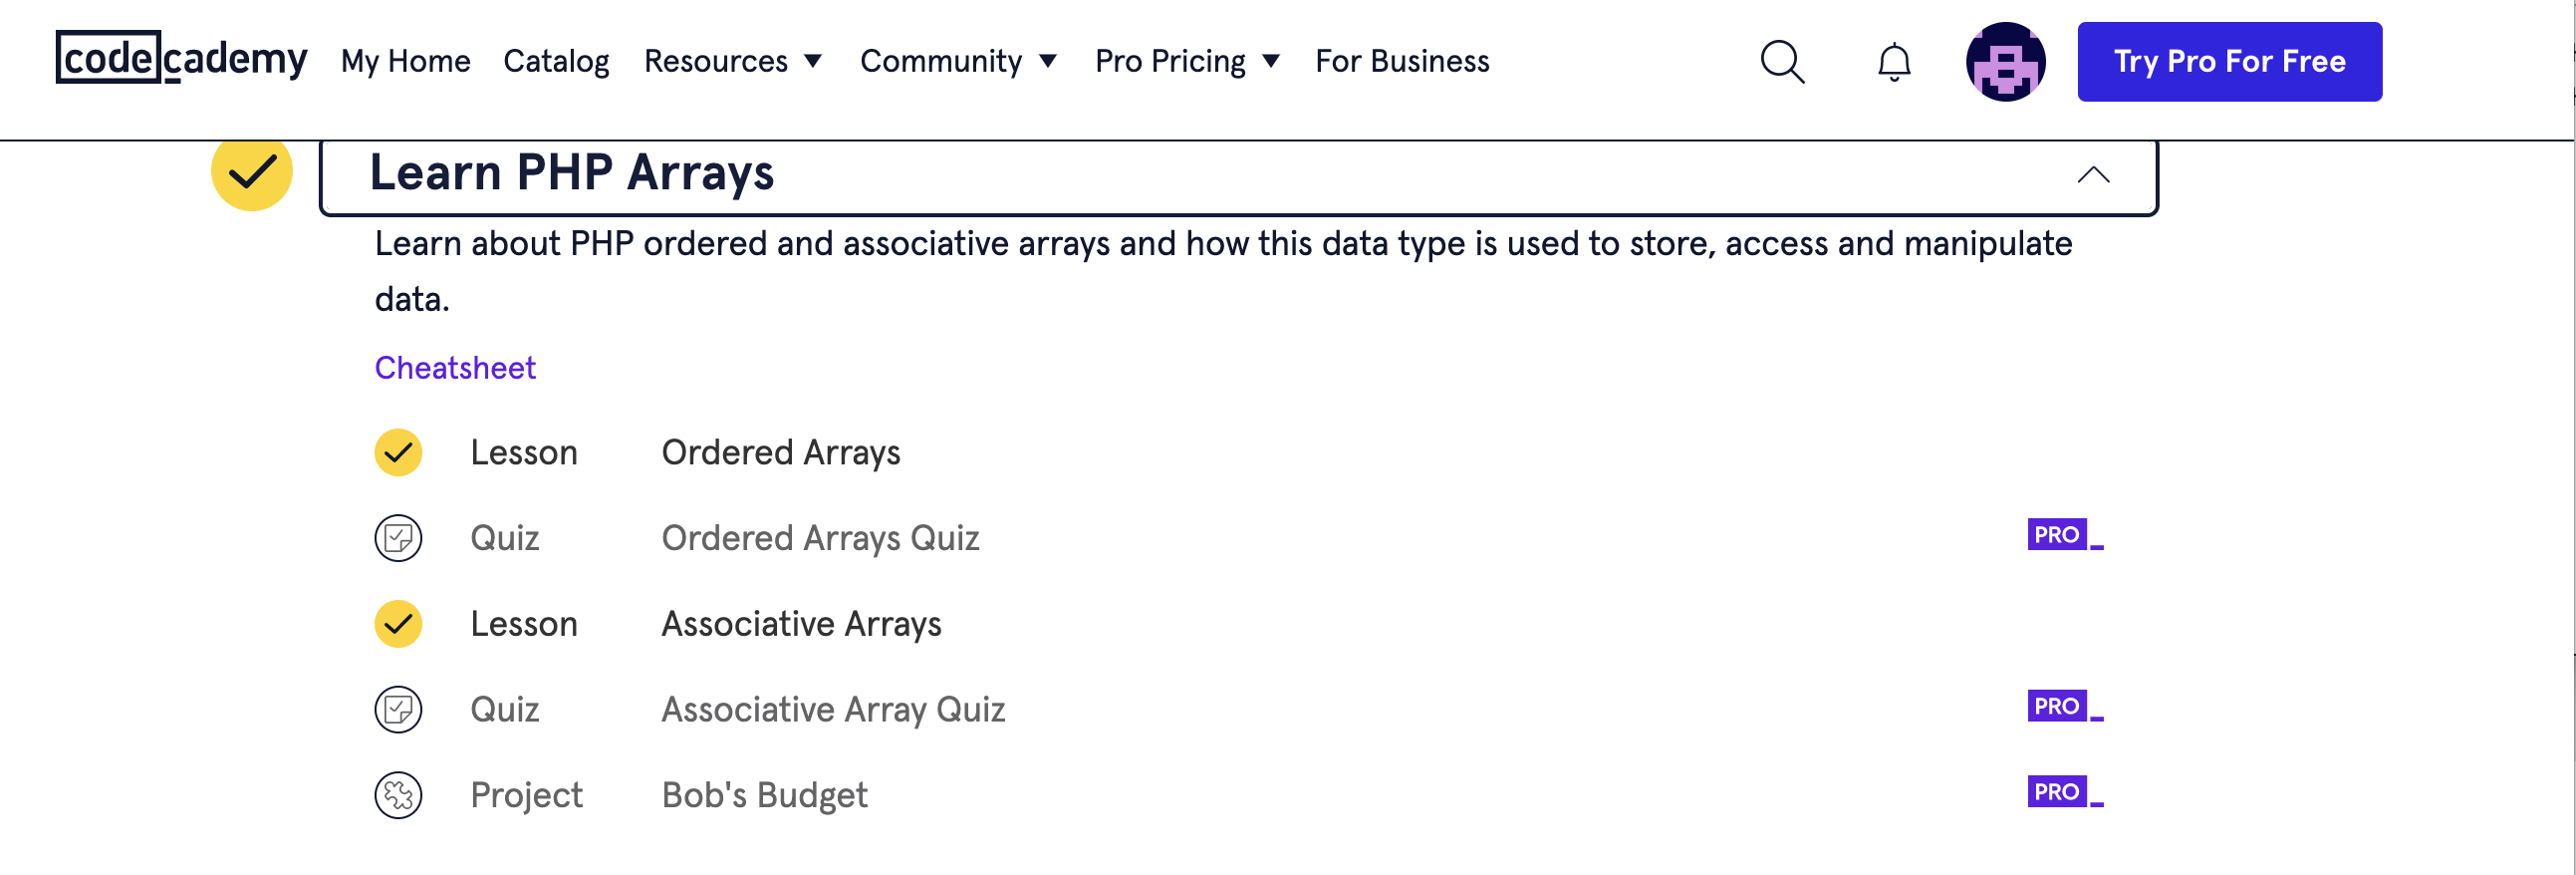 codecademy My Home Catalog Resources Community Pro Pricing For Business Try Pro For Free
Learn PHP Arrays
Learn about PHP ordered and associative arrays and how this data type is used to store, access and manipulate
data.
Cheatsheet
Lesson Ordered Arrays
Quiz Ordered Arrays Quiz PRO
Lesson Associative Arrays
Quiz Associative Array Quiz PRO
Project Bob's Budget PRO